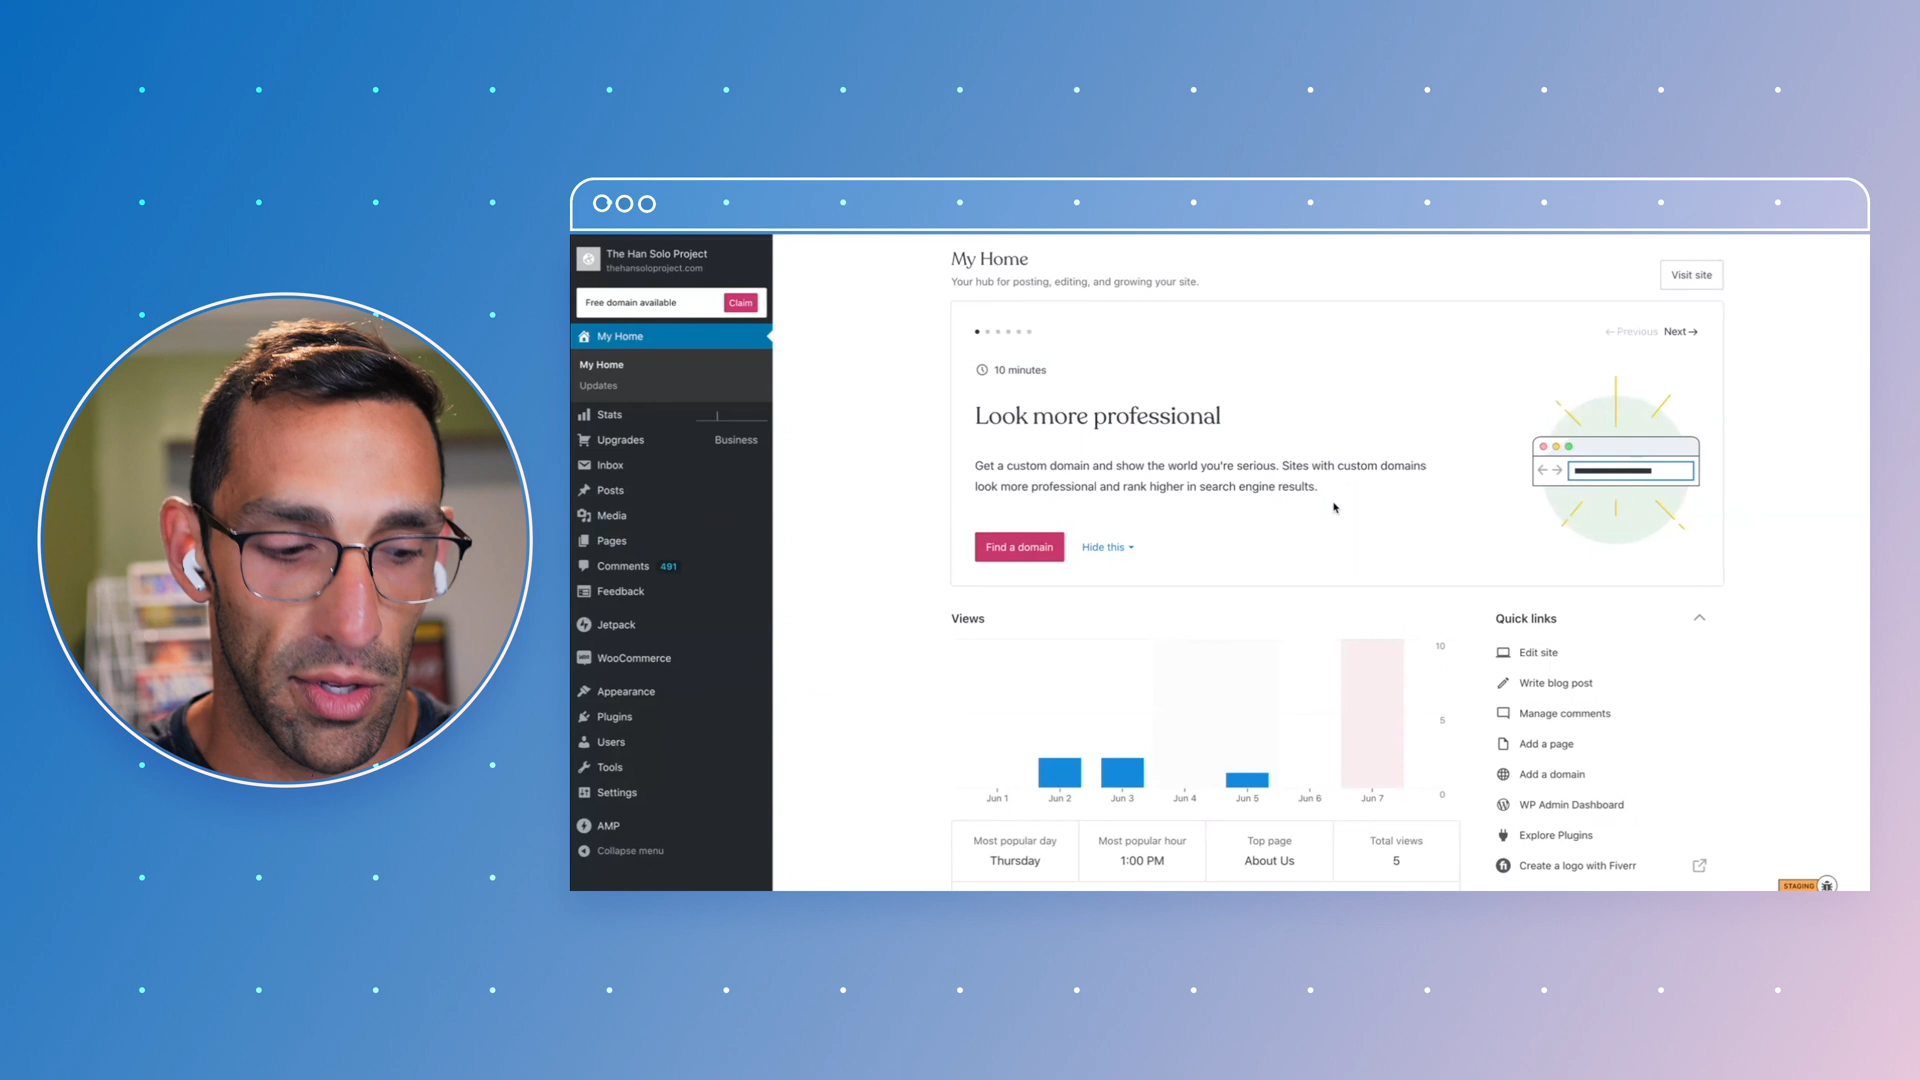 The Han Solo Project
thehansoloproject.com
Free domain available
Claim
My Home
My Home
Updates
Stats
Upgrades
Business
Inbox
Posts
Media
Pages
Comments 491
Feedback
Jetpack
WooCommerce
Appearance
Plugins
Users
Tools
Settings
AMP
Collapse menu
My Home
Your hub for posting, editing, and growing your site.
Visit site
← Previous Next →
10 minutes
Look more professional
Get a custom domain and show the world you're serious. Sites with custom domains
look more professional and rank higher in search engine results.
Find a domain
Hide this
Views
10
5
0
Jun 1 Jun 2 Jun 3 Jun 4 Jun 5 Jun 6 Jun 7
Most popular day
Thursday
Most popular hour
1:00 PM
Top page
About Us
Total views
5
Quick links
Edit site
Write blog post
Manage comments
Add a page
Add a domain
WP Admin Dashboard
Explore Plugins
Create a logo with Fiverr
STAGING